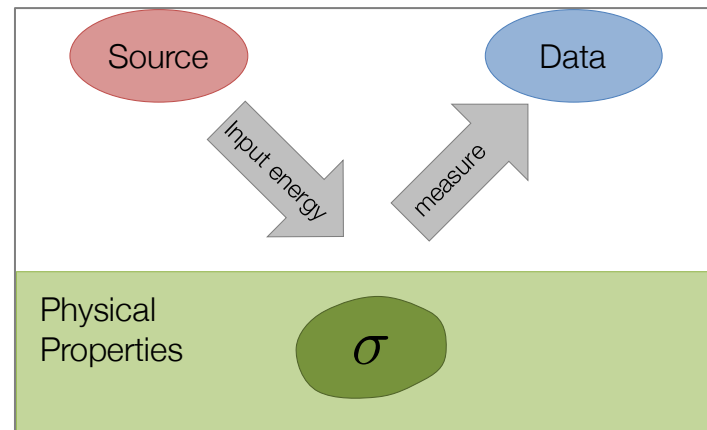 Source
Data
Input energy
measure
Physical
Properties
σ